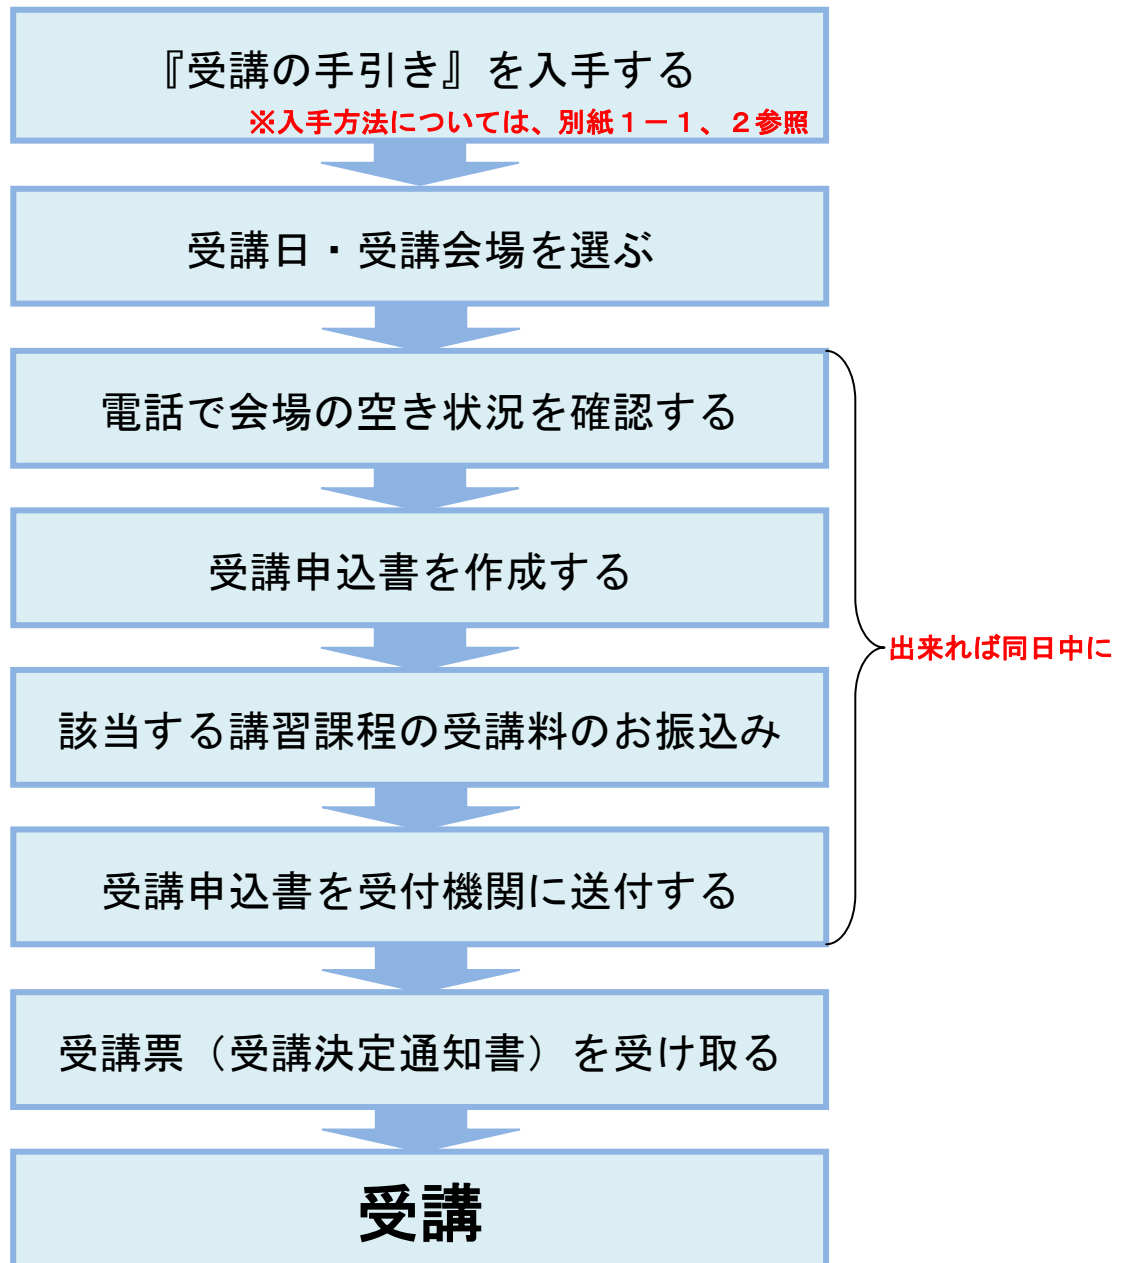 『受講の手引き』を入手する
※入手方法については、別紙１－１、２参照
受講日・受講会場を選ぶ
電話で会場の空き状況を確認する
受講申込書を作成する
該当する講習課程の受講料のお振込み
受講申込書を受付機関に送付する
出来れば同日中に
受講票（受講決定通知書）を受け取る
受講